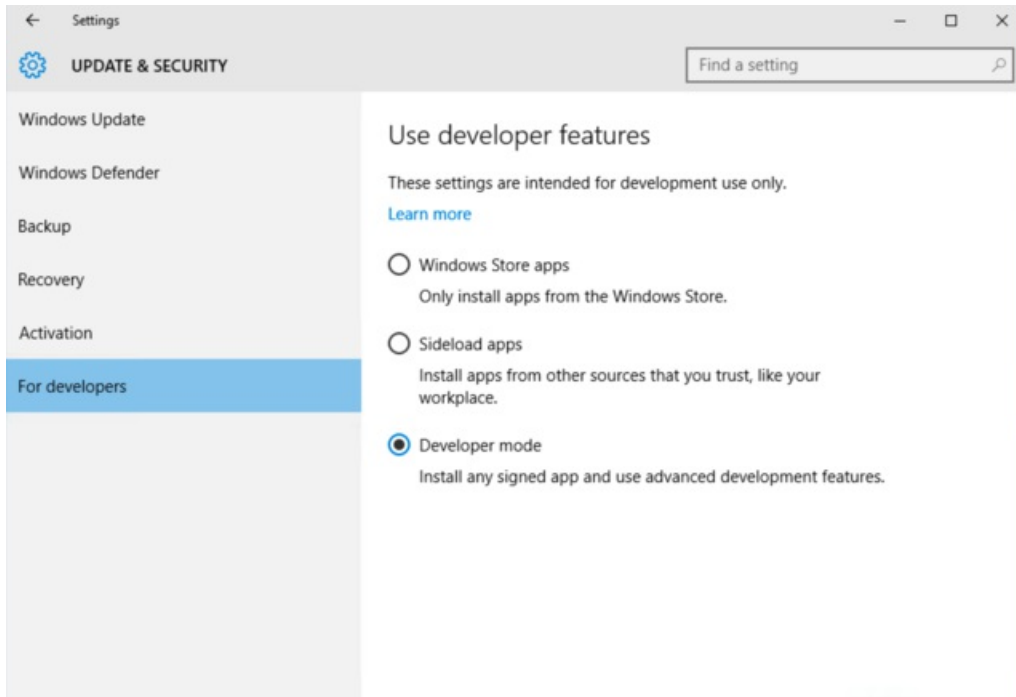 Settings
UPDATE & SECURITY
Find a setting
Windows Update
Windows Defender
Backup
Recovery
Activation
For developers
Use developer features
These settings are intended for development use only.
Learn more
Windows Store apps
Only install apps from the Windows Store.
Sideload apps
Install apps from other sources that you trust, like your
workplace.
Developer mode
Install any signed app and use advanced development features.